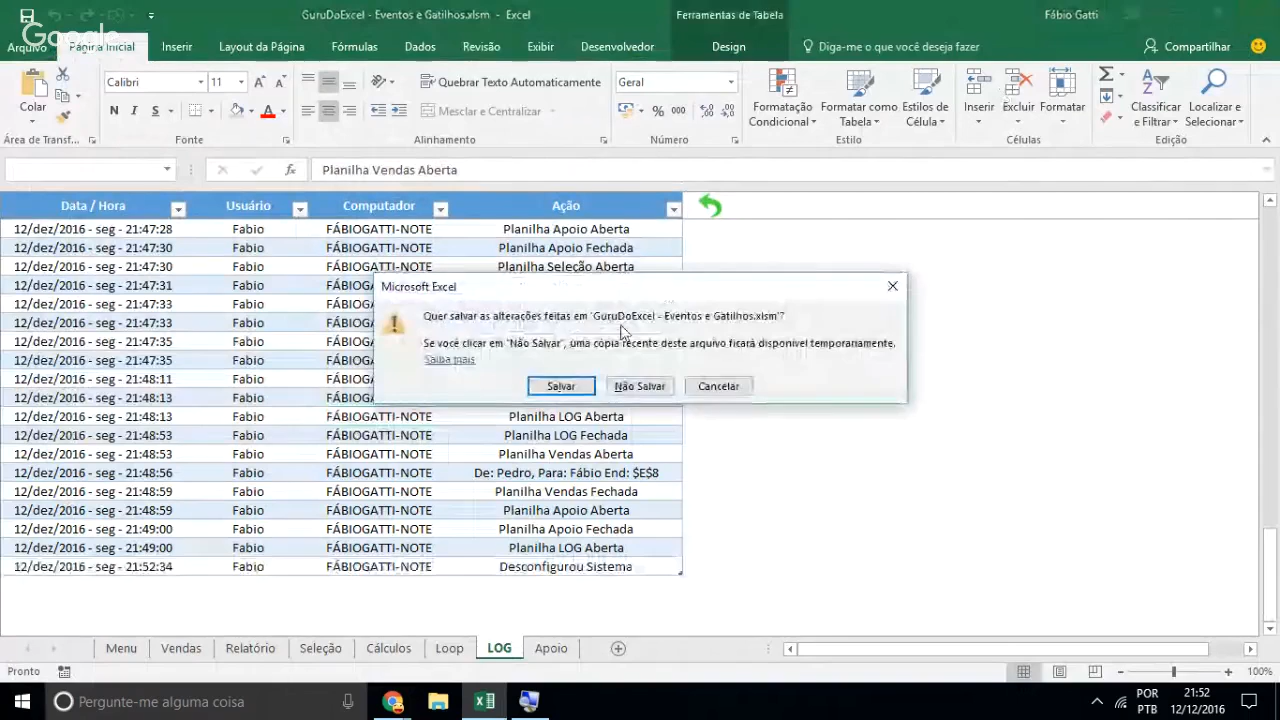 GuruDoExcel - Eventos e Gatilhos.xlsm - Excel
Ferramentas de Tabela
Fábio Gatti
Google
Arquivo
Página Inicial
Inserir
Layout da Página
Fórmulas
Dados
Revisão
Exibir
Desenvolvedor
Design
Diga-me o que você deseja fazer
Compartilhar
Colar
Calibri
11
N I S
Quebrar Texto Automaticamente
Mesclar e Centralizar
Geral
% 000
Formatação Condicional
Formatar como Tabela
Estilos de Célula
Inserir
Excluir
Formatar
Classificar e Filtrar
Localizar e Selecionar
Área de Transf...
Fonte
Alinhamento
Número
Estilo
Células
Edição
fx Planilha Vendas Aberta
Data / Hora Usuário Computador Ação
12/dez/2016 - seg - 21:47:28 Fabio FÁBIOGATTI-NOTE Planilha Apoio Aberta
12/dez/2016 - seg - 21:47:30 Fabio FÁBIOGATTI-NOTE Planilha Apoio Fechada
12/dez/2016 - seg - 21:47:30 Fabio FÁBIOGATTI-NOTE Planilha Seleção Aberta
12/dez/2016 - seg - 21:47:31 Fabio
12/dez/2016 - seg - 21:47:33 Fabio
12/dez/2016 - seg - 21:47:33 Fabio
12/dez/2016 - seg - 21:47:35 Fabio
12/dez/2016 - seg - 21:47:35 Fabio
12/dez/2016 - seg - 21:48:11 Fabio
12/dez/2016 - seg - 21:48:13 Fabio
12/dez/2016 - seg - 21:48:13 Fabio FÁBIOGATTI-NOTE Planilha LOG Aberta
12/dez/2016 - seg - 21:48:53 Fabio FÁBIOGATTI-NOTE Planilha LOG Fechada
12/dez/2016 - seg - 21:48:53 Fabio FÁBIOGATTI-NOTE Planilha Vendas Aberta
12/dez/2016 - seg - 21:48:56 Fabio FÁBIOGATTI-NOTE De: Pedro, Para: Fábio End: $E$8
12/dez/2016 - seg - 21:48:59 Fabio FÁBIOGATTI-NOTE Planilha Vendas Fechada
12/dez/2016 - seg - 21:48:59 Fabio FÁBIOGATTI-NOTE Planilha Apoio Aberta
12/dez/2016 - seg - 21:49:00 Fabio FÁBIOGATTI-NOTE Planilha Apoio Fechada
12/dez/2016 - seg - 21:49:00 Fabio FÁBIOGATTI-NOTE Planilha LOG Aberta
12/dez/2016 - seg - 21:52:34 Fabio FÁBIOGATTI-NOTE Desconfigurou Sistema
Microsoft Excel
Quer salvar as alterações feitas em 'GuruDoExcel - Eventos e Gatilhos.xlsm'?
Se você clicar em "Não Salvar", uma cópia recente deste arquivo ficará disponível temporariamente.
Saiba mais
Salvar Não Salvar Cancelar
Menu Vendas Relatório Seleção Cálculos Loop LOG Apoio
Pronto
100%
Pergunte-me alguma coisa
POR
PTB
21:52
12/12/2016